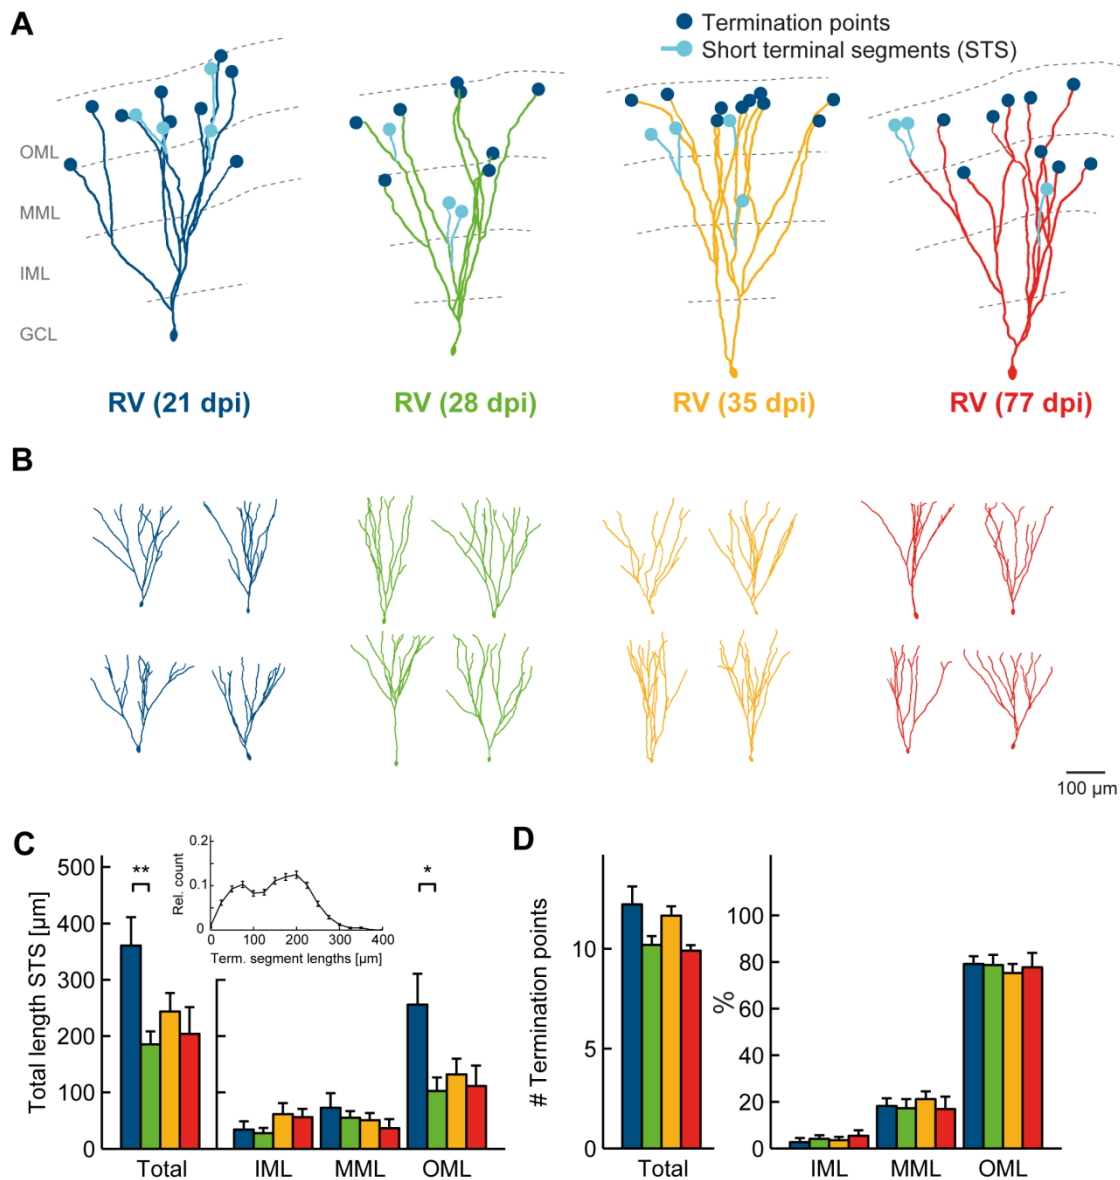 A
Termination points
Short terminal segments (STS)
OML
MML
IML
GCL
RV (21 dpi)
RV (28 dpi)
RV (35 dpi)
RV (77 dpi)
B
100 µm
C
Total length STS [µm]
500
400
300
200
100
0
**
*
Rel. count
0.2
0.1
0
0
100
200
300
400
Term. segment lengths [µm]
Total
IML
MML
OML
D
# Termination points
10
5
0
Total
%
100
80
60
40
20
0
IML
MML
OML